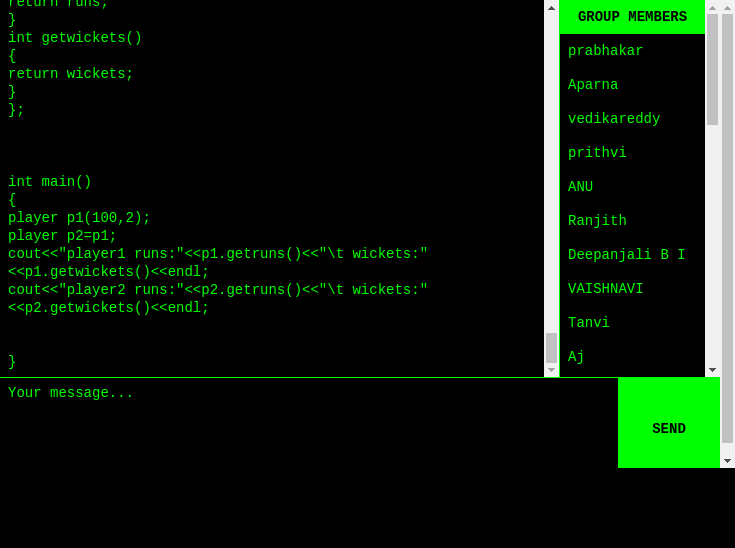 return runs;
}
int getwickets()
{
return wickets;
}
};
int main()
{
player p1(100,2);
player p2=p1;
cout<<"player1 runs:"<<p1.getruns()<<"\t wickets:"
<<p1.getwickets()<<endl;
cout<<"player2 runs:"<<p2.getruns()<<"\t wickets:"
<<p2.getwickets()<<endl;
}
GROUP MEMBERS
prabhakar
Aparna
vedikareddy
prithvi
ANU
Ranjith
Deepanjali B I
VAISHNAVI
Tanvi
Aj
Your message...
SEND